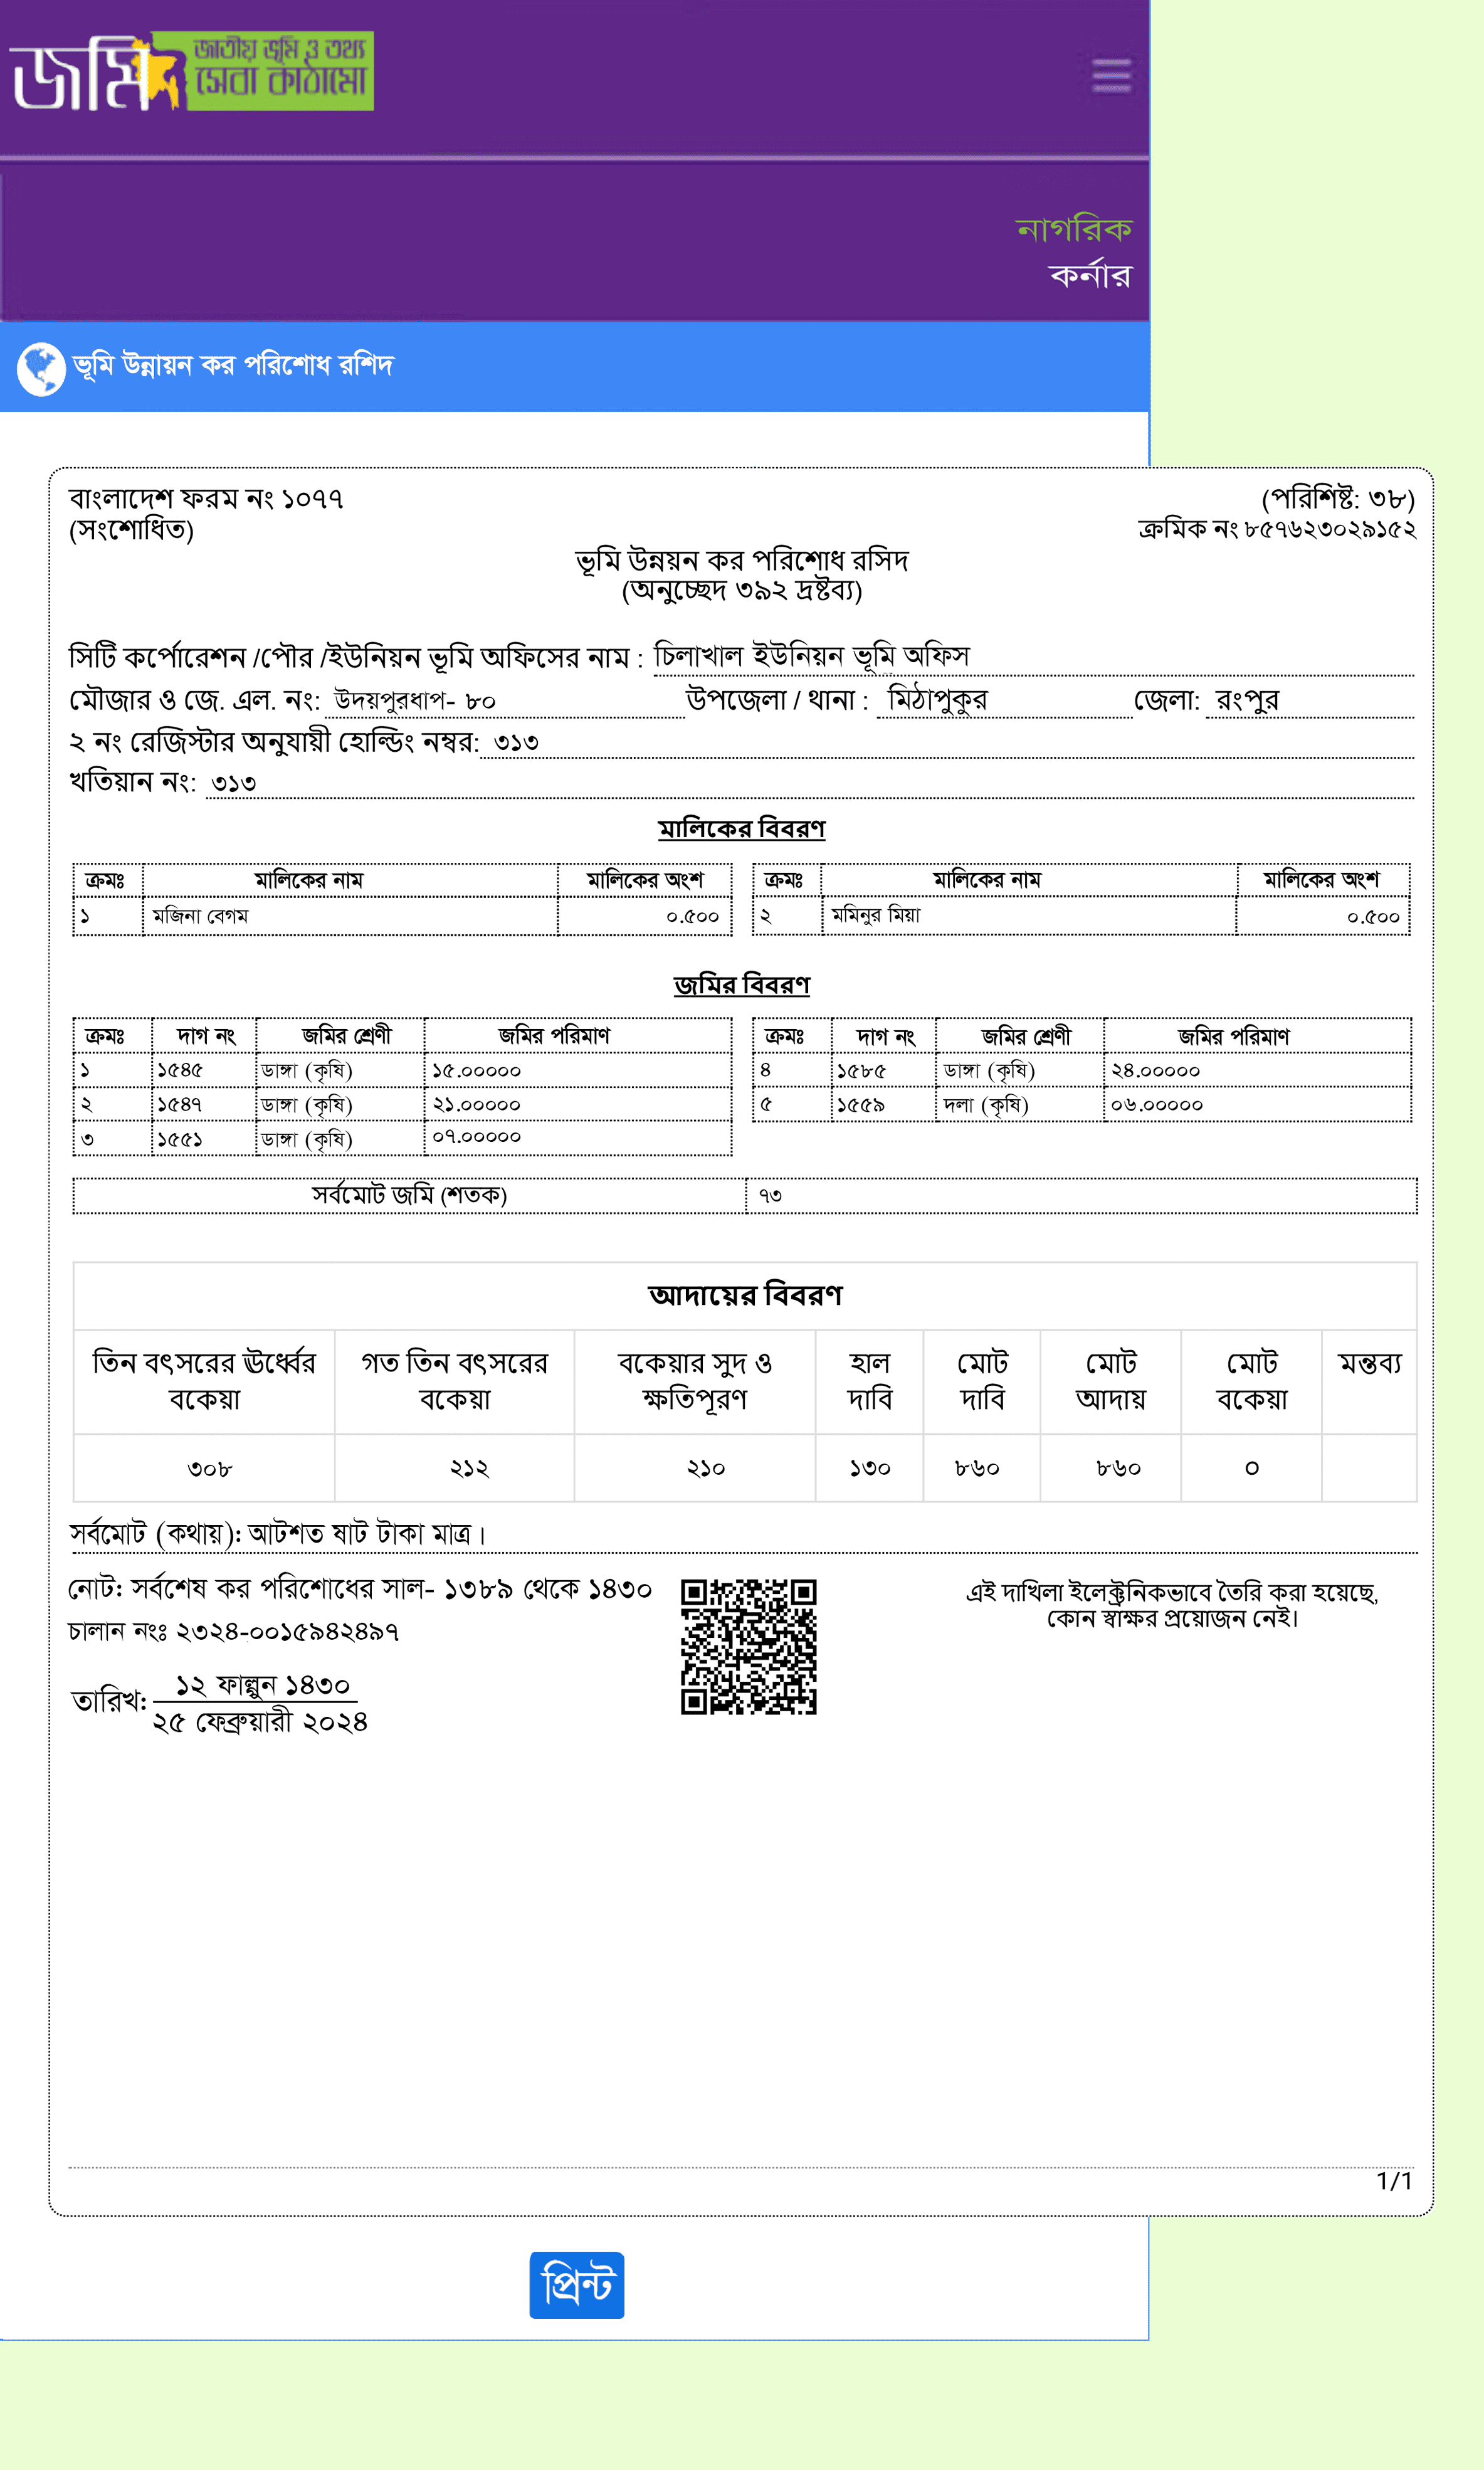 জমি জাতীয় ভূমি ও তথ্য
সেবা কাঠামো
নাগরিক
কর্নার
ভূমি উন্নায়ন কর পরিশোধ রশিদ
বাংলাদেশ ফরম নং ১০৭৭ (পরিশিষ্ট: ৩৮)
(সংশোধিত) ক্রমিক নং ৮৫৭৬২৩০২৯১৫২
ভূমি উন্নয়ন কর পরিশোধ রসিদ
(অনুচ্ছেদ ৩৯২ দ্রষ্টব্য)
সিটি কর্পোরেশন /পৌর /ইউনিয়ন ভূমি অফিসের নাম : চিলাখাল ইউনিয়ন ভূমি অফিস
মৌজার ও জে. এল. নং: উদয়পুরধাপ- ৮০ উপজেলা / থানা : মিঠাপুকুর জেলা: রংপুর
২ নং রেজিস্টার অনুযায়ী হোল্ডিং নম্বর: ৩১৩
খতিয়ান নং: ৩১৩
মালিকের বিবরণ
ক্রমঃ মালিকের নাম মালিকের অংশ ক্রমঃ মালিকের নাম মালিকের অংশ
১ মজিনা বেগম ০.৫০০ ২ মমিনুর মিয়া ০.৫০০
জমির বিবরণ
ক্রমঃ দাগ নং জমির শ্রেণী জমির পরিমাণ ক্রমঃ দাগ নং জমির শ্রেণী জমির পরিমাণ
১ ১৫৪৫ ডাঙ্গা (কৃষি) ১৫.০০০০০ ৪ ১৫৮৫ ডাঙ্গা (কৃষি) ২৪.০০০০০
২ ১৫৪৭ ডাঙ্গা (কৃষি) ২১.০০০০০ ৫ ১৫৫৯ দলা (কৃষি) ০৬.০০০০০
৩ ১৫৫১ ডাঙ্গা (কৃষি) ০৭.০০০০০
সর্বমোট জমি (শতক) ৭৩
আদায়ের বিবরণ
তিন বৎসরের ঊর্ধ্বের গত তিন বৎসরের বকেয়ার সুদ ও হাল মোট মোট মোট মন্তব্য
বকেয়া বকেয়া ক্ষতিপূরণ দাবি দাবি আদায় বকেয়া
৩০৮ ২১২ ২১০ ১৩০ ৮৬০ ৮৬০ ০
সর্বমোট (কথায়): আটশত ষাট টাকা মাত্র।
নোট: সর্বশেষ কর পরিশোধের সাল- ১৩৮৯ থেকে ১৪৩০
চালান নংঃ ২৩২৪-০০১৫৯৪২৪৯৭
তারিখ: ১২ ফাল্গুন ১৪৩০
২৫ ফেব্রুয়ারী ২০২৪
এই দাখিলা ইলেক্ট্রনিকভাবে তৈরি করা হয়েছে,
কোন স্বাক্ষর প্রয়োজন নেই।
1/1
প্রিন্ট